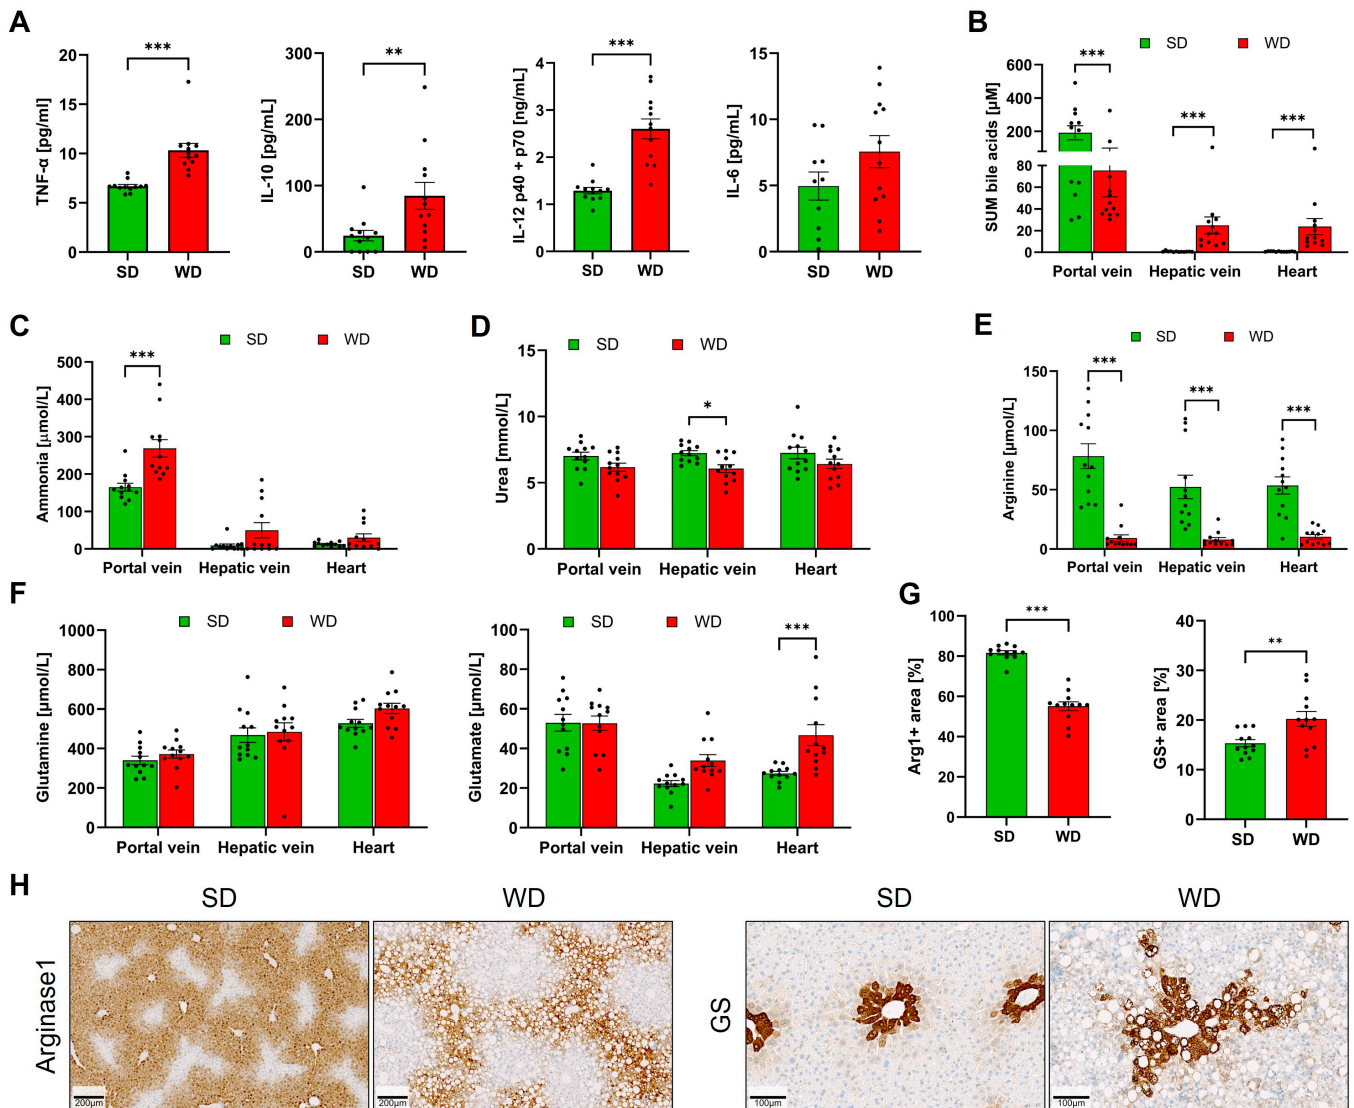 A
TNF-α [pg/ml]
20
15
10
5
0
***
SD
WD
IL-10 [pg/mL]
300
200
100
0
**
SD
WD
IL-12 p40 + p70 [ng/mL]
4
3
2
1
0
***
SD
WD
IL-6 [pg/mL]
15
10
5
0
SD
WD
B
SD
WD
SUM bile acids [µM]
600
400
200
80
60
40
20
0
***
***
***
Portal vein
Hepatic vein
Heart
C
SD
WD
Ammonia [µmol/L]
500
400
300
200
100
0
***
Portal vein
Hepatic vein
Heart
D
SD
WD
Urea [mmol/L]
15
10
5
0
*
Portal vein
Hepatic vein
Heart
E
SD
WD
Arginine [µmol/L]
150
100
50
0
***
***
***
Portal vein
Hepatic vein
Heart
F
SD
WD
Glutamine [µmol/L]
1000
800
600
400
200
0
Portal vein
Hepatic vein
Heart
SD
WD
Glutamate [µmol/L]
100
80
60
40
20
0
***
Portal vein
Hepatic vein
Heart
G
Arg1+ area [%]
100
80
60
40
20
0
***
SD
WD
GS+ area [%]
40
30
20
10
0
**
SD
WD
H
SD
WD
Arginase1
200µm
200µm
SD
WD
GS
100µm
100µm